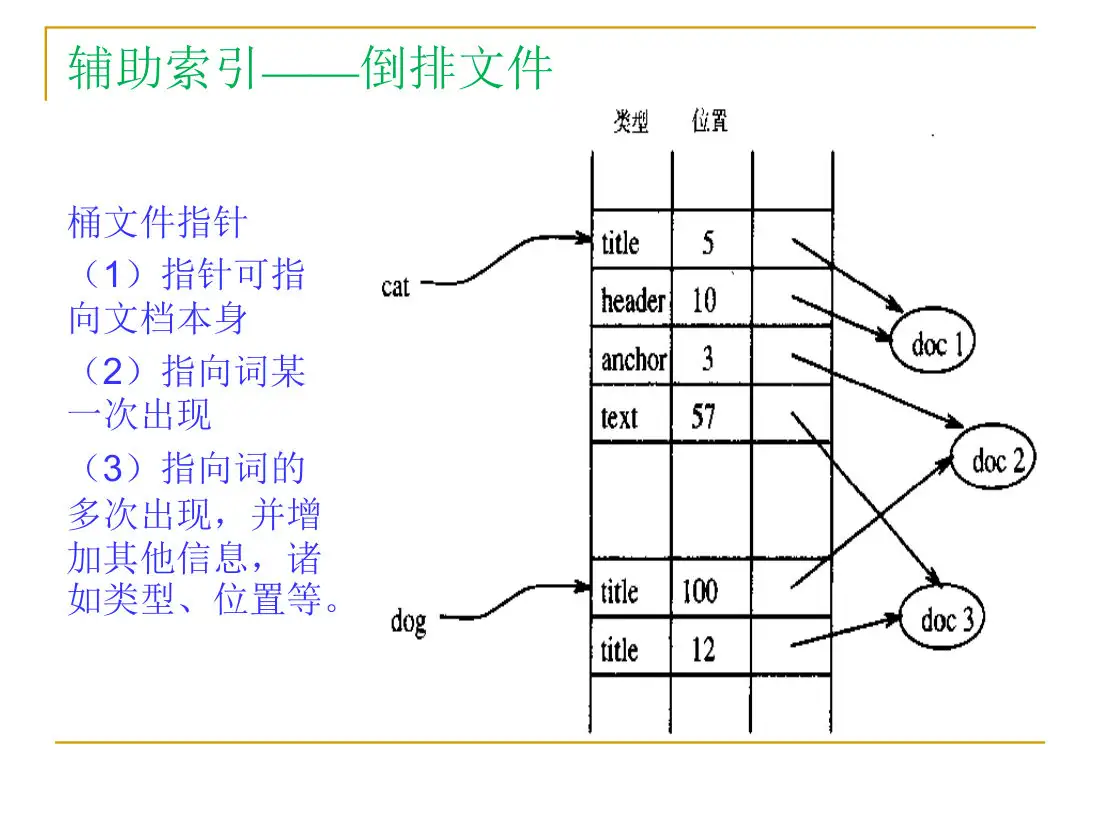 辅助索引——倒排文件
桶文件指针
（1）指针可指
向文档本身
（2）指向词某
一次出现
（3）指向词的
多次出现，并增
加其他信息，诸
如类型、位置等。
类型 位置
cat
title 5
header 10
anchor 3
text 57
dog
title 100
title 12
doc 1
doc 2
doc 3